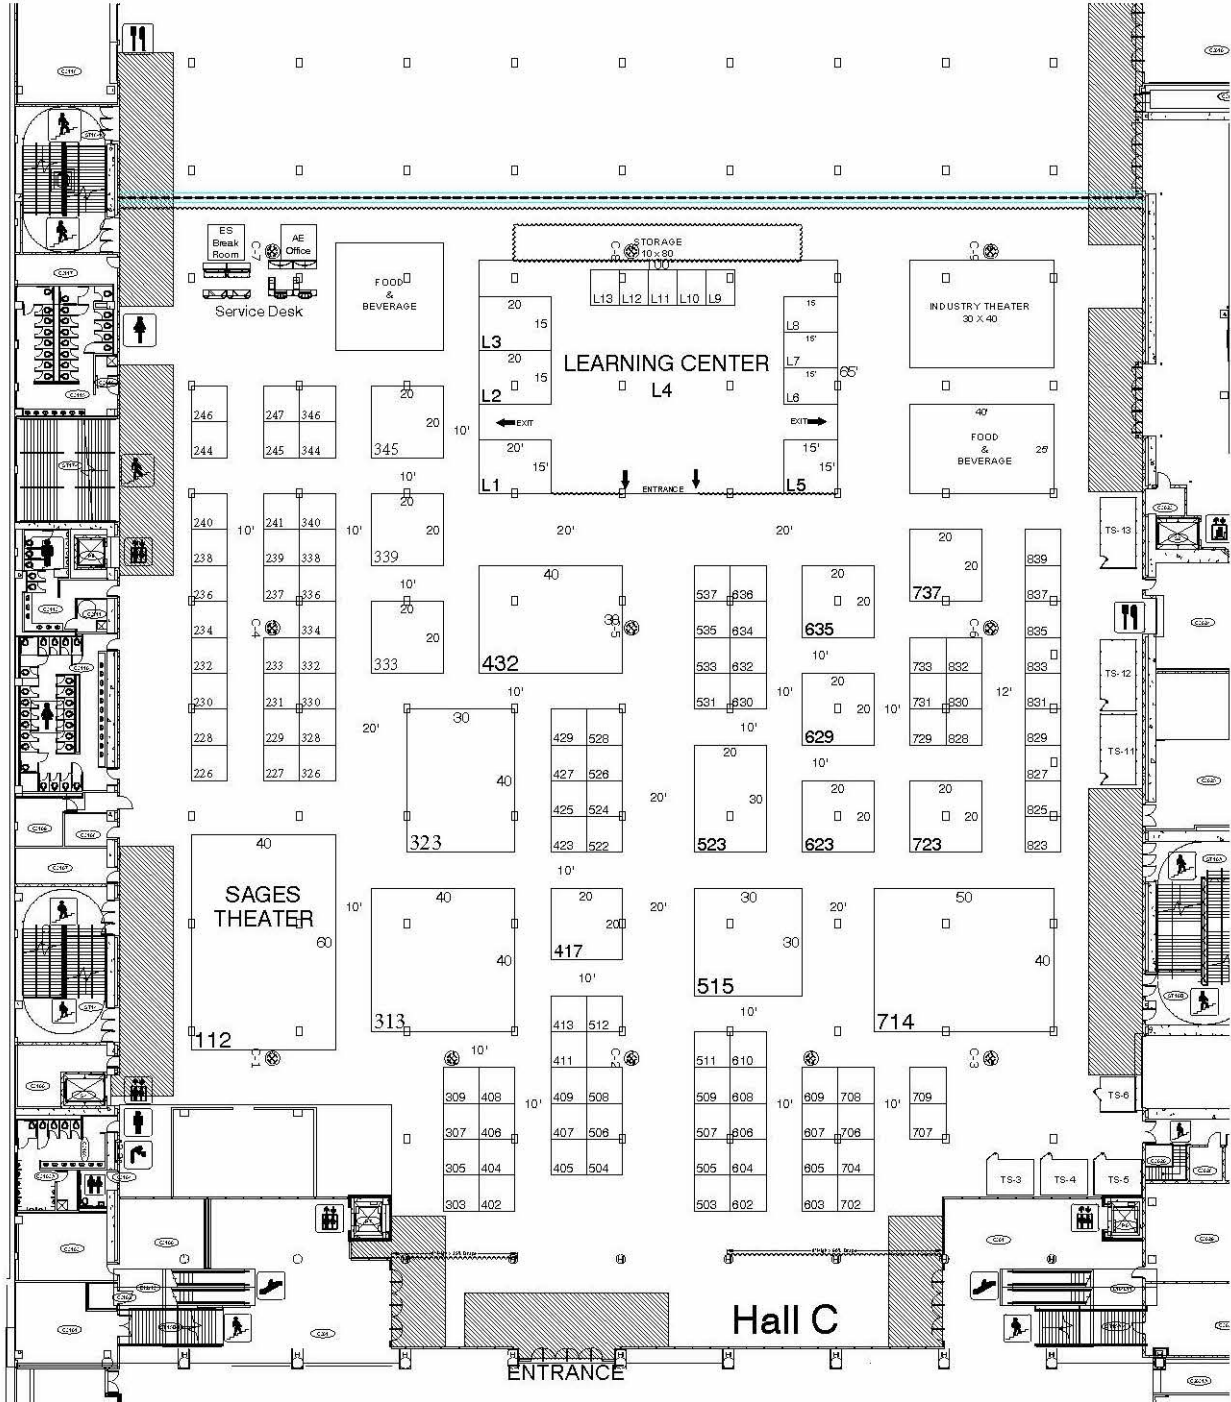 ES
Break
Room
AE
Office
Service Desk
C-7
FOOD
&
BEVERAGE
STORAGE
10 x 80
100'
L13 L12 L11 L10 L9
INDUSTRY THEATER
30 X 40
20
15
L3
20
15
L2
LEARNING CENTER
L4
15
L8
15'
L7
15'
L6
65'
EXIT
EXIT
20'
15'
L1
ENTRANCE
15'
15'
L5
40'
FOOD
&
BEVERAGE
25'
246 247 346
244 245 344
20
20
345
10'
10'
240 241 340
238 239 338
236 237 336
234 334
232 233 332
230 231 330
228 229 328
226 227 326
10'
10'
20
20
339
10'
20
20
333
20'
20'
20'
C-4
40
432
10'
537 636
535 634
533 632
531 630
10'
10'
20
20
635
10'
20
20
629
10'
10'
20
20
737
C-6
733 832
731 830
729 828
12'
839
837
835
833
831
829
827
825
823
TS-13
TS-12
TS-11
30
40
323
429 528
427 526
425 524
423 522
20'
10'
20
30
523
20
20
623
20
20
723
40
SAGES
THEATER
60
112
10'
40
40
313
20
20
417
10'
20'
30
30
515
10'
20'
50
40
714
C-1
C-2
C-3
10'
413 512
411
409 508
407 506
405 504
309 408
307 406
305 404
303 402
10'
511 610
509 608
507 606
505 604
503 602
10'
609 708
607 706
605 704
603 702
10'
709
707
TS-6
TS-3 TS-4 TS-5
Hall C
ENTRANCE